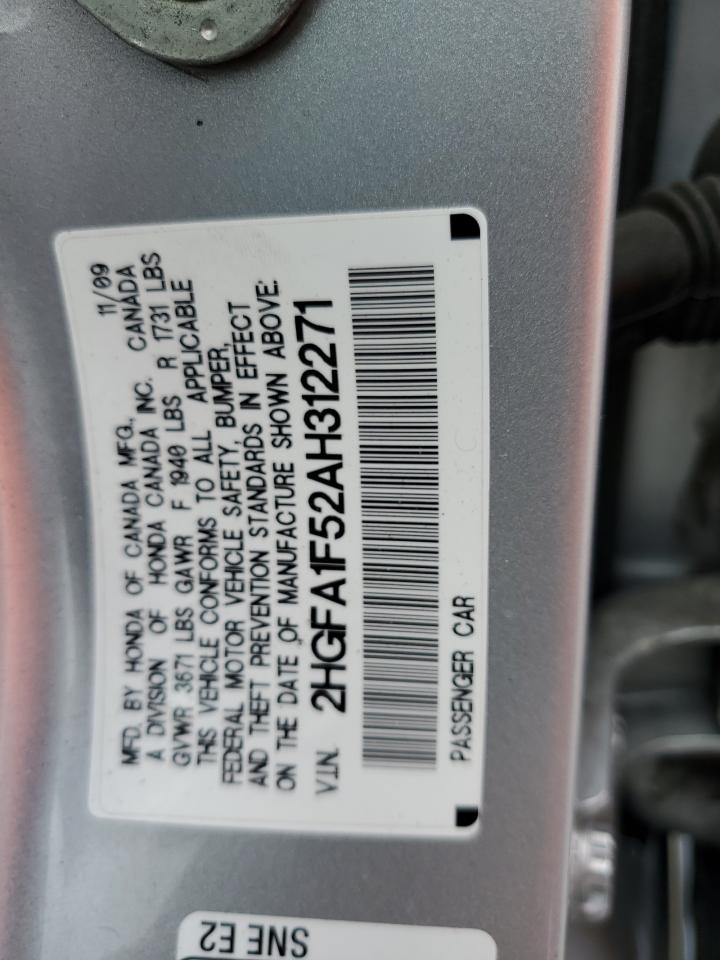 MFD. BY HONDA OF CANADA MFG., 11/09
A DIVISION OF HONDA CANADA INC. CANADA
GVWR 3671 LBS GAWR F 1940 LBS R 1731 LBS
THIS VEHICLE CONFORMS TO ALL APPLICABLE
FEDERAL MOTOR VEHICLE SAFETY, BUMPER,
AND THEFT PREVENTION STANDARDS IN EFFECT
ON THE DATE OF MANUFACTURE SHOWN ABOVE:
V.I.N. 2HGFA1F52AH312271
PASSENGER CAR
SNE E2